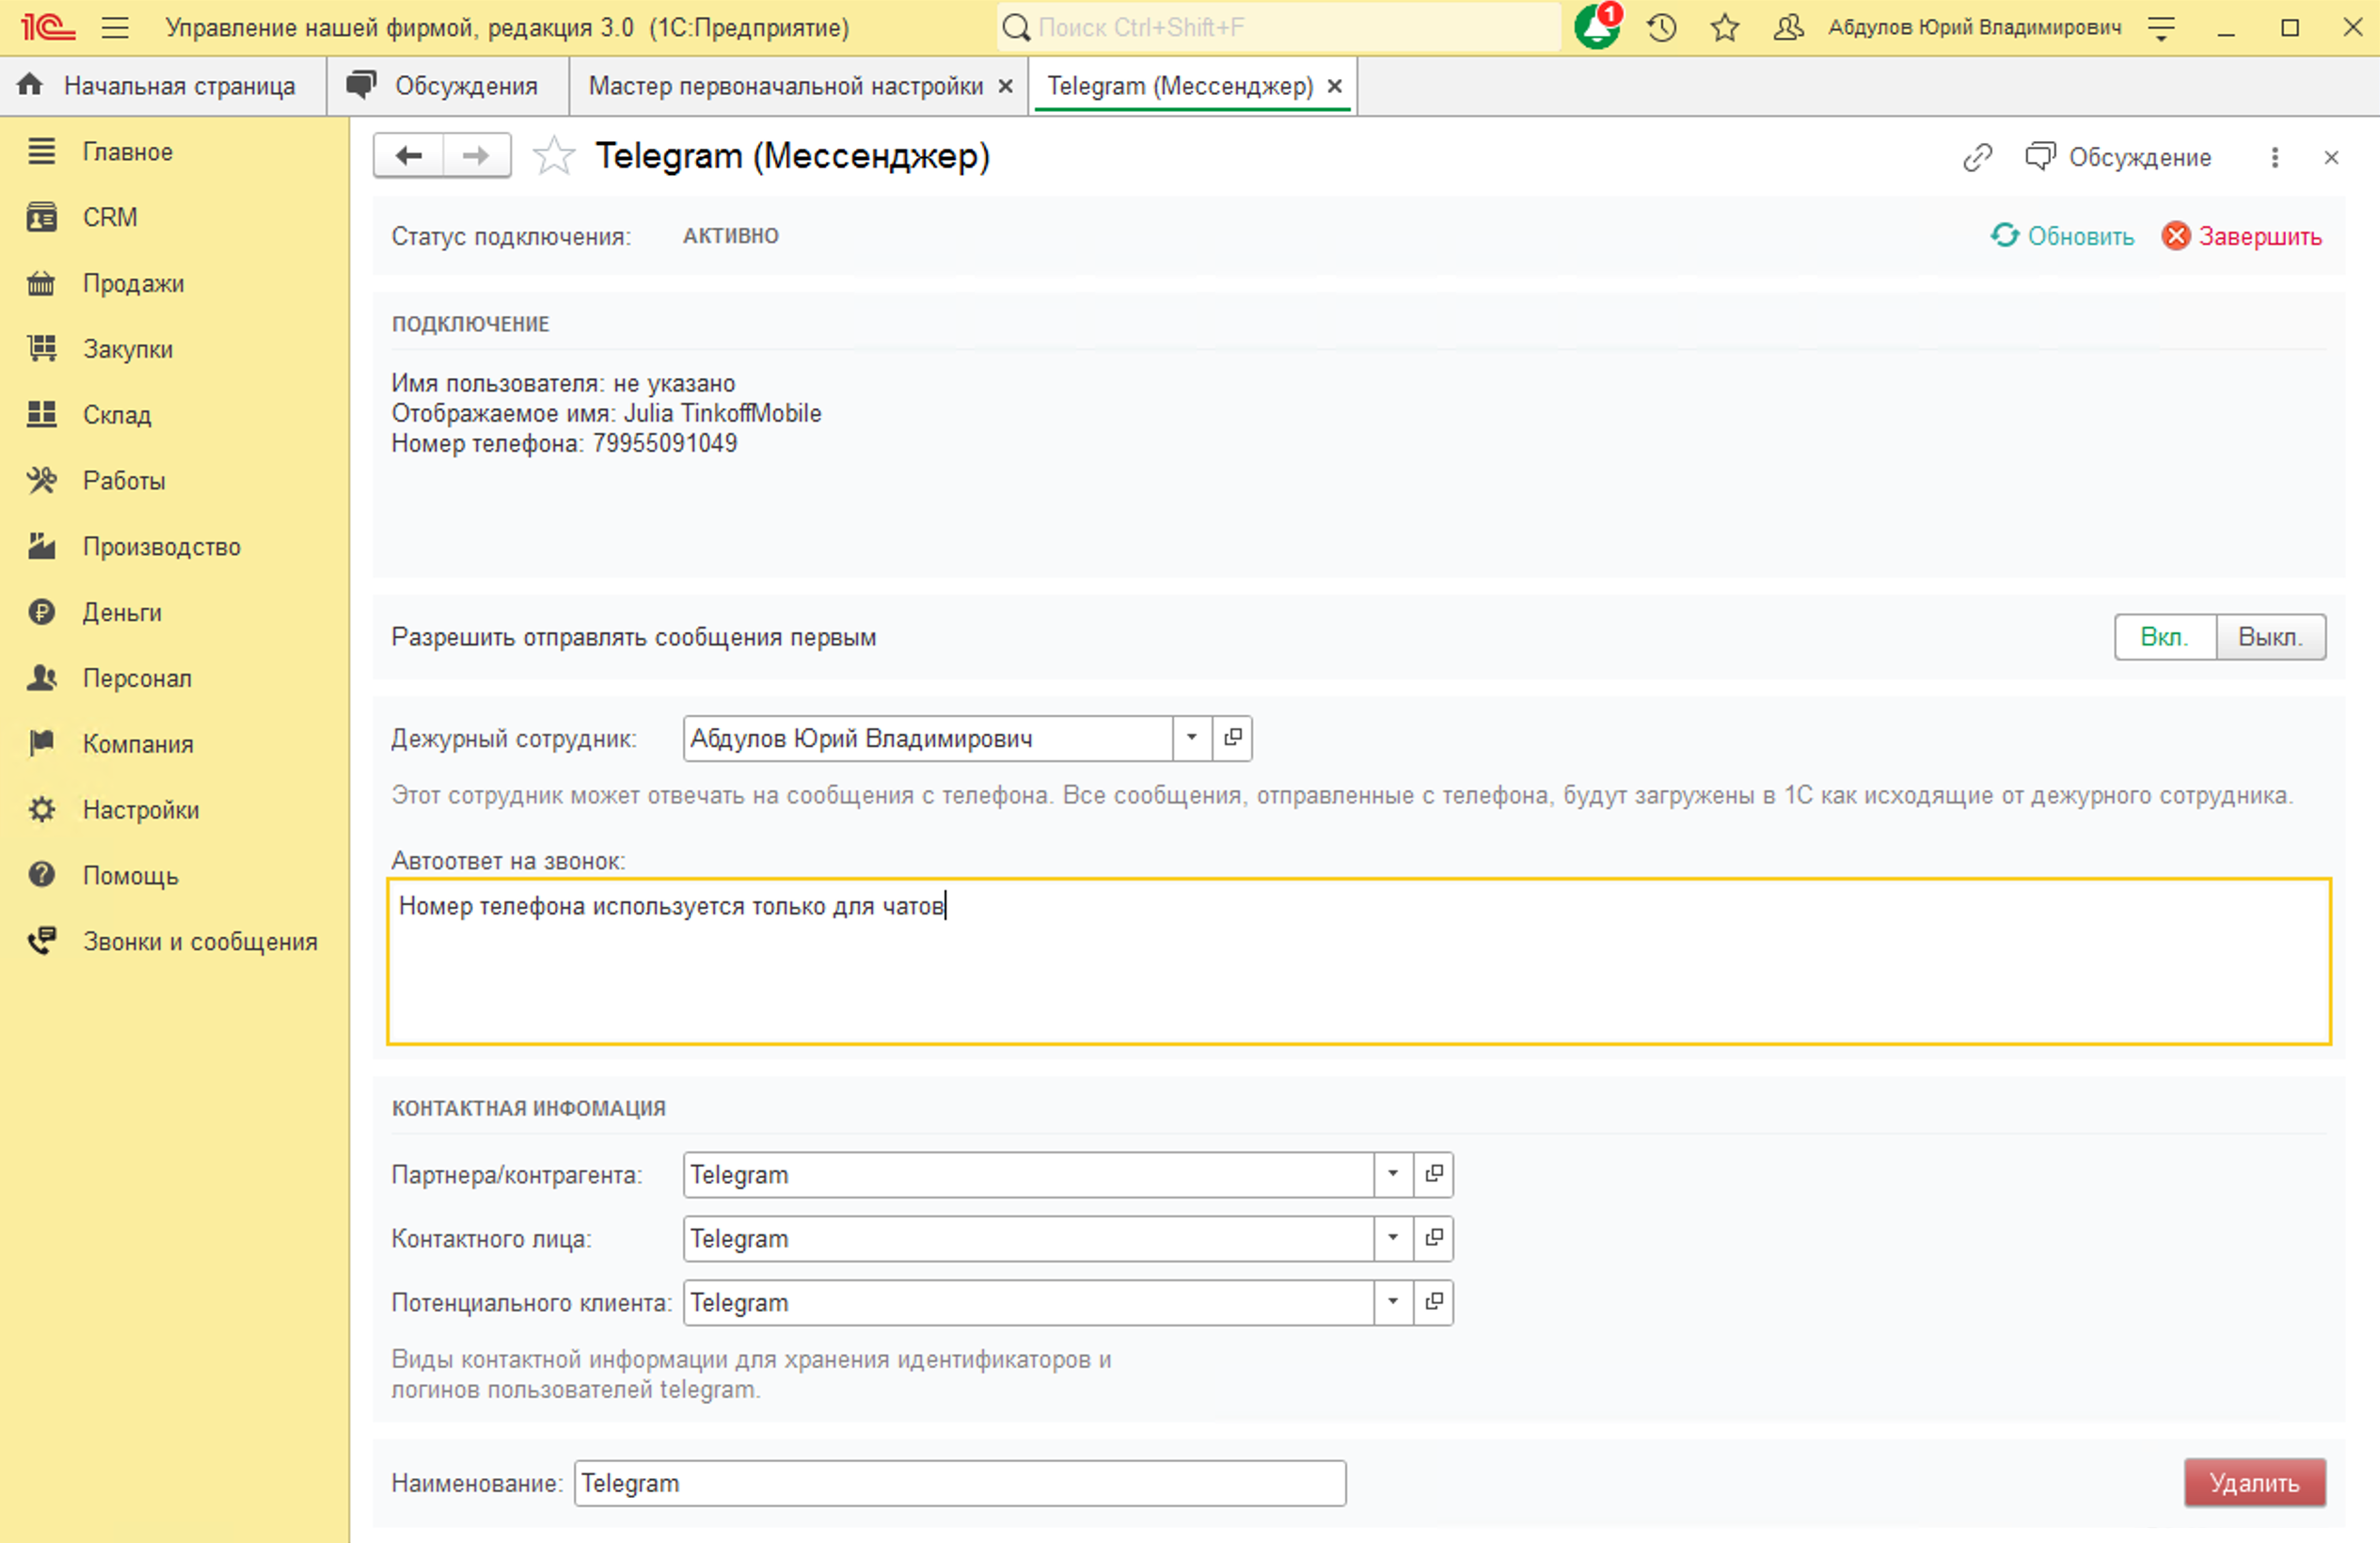 1С Управление нашей фирмой, редакция 3.0 (1С:Предприятие) Поиск Ctrl+Shift+F 1 Абдулов Юрий Владимирович
Начальная страница Обсуждения Мастер первоначальной настройки Telegram (Мессенджер)
Главное
CRM
Продажи
Закупки
Склад
Работы
Производство
Деньги
Персонал
Компания
Настройки
Помощь
Звонки и сообщения
Telegram (Мессенджер) Обсуждение
Статус подключения: АКТИВНО Обновить Завершить
ПОДКЛЮЧЕНИЕ
Имя пользователя: не указано
Отображаемое имя: Julia TinkoffMobile
Номер телефона: 79955091049
Разрешить отправлять сообщения первым Вкл. Выкл.
Дежурный сотрудник: Абдулов Юрий Владимирович
Этот сотрудник может отвечать на сообщения с телефона. Все сообщения, отправленные с телефона, будут загружены в 1С как исходящие от дежурного сотрудника.
Автоответ на звонок:
Номер телефона используется только для чатов
КОНТАКТНАЯ ИНФОМАЦИЯ
Партнера/контрагента: Telegram
Контактного лица: Telegram
Потенциального клиента: Telegram
Виды контактной информации для хранения идентификаторов и
логинов пользователей telegram.
Наименование: Telegram Удалить